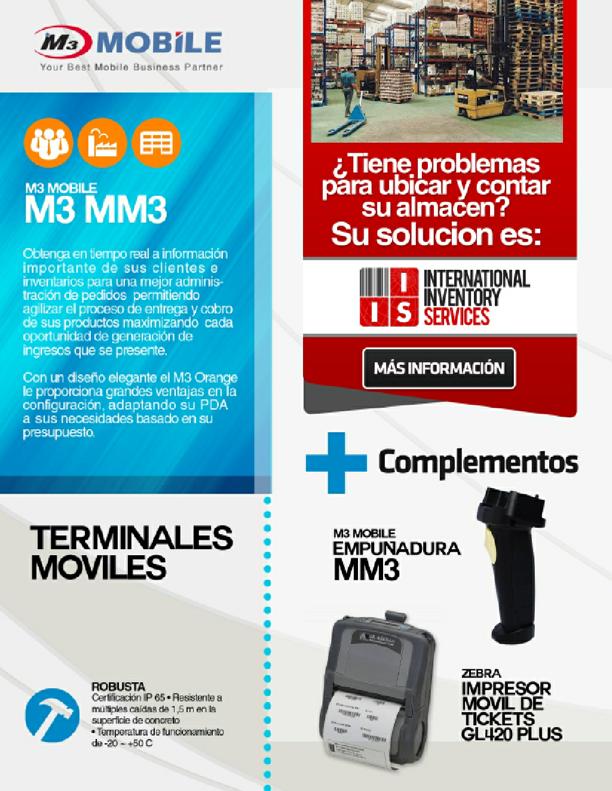 M3 MOBILE
Your Best Mobile Business Partner
M3 MOBILE
M3 MM3
Obtenga en tiempo real a información
importante de sus clientes e
inventarios para una mejor adminis-
tración de pedidos permitiendo
agilizar el proceso de entrega y cobro
de sus productos maximizando cada
oportunidad de generación de
ingresos que se presente.
Con un diseño elegante el M3 Orange
le proporciona grandes ventajas en la
configuración, adaptando su PDA
a sus necesidades basado en su
presupuesto.
TERMINALES
MOVILES
ROBUSTA
Certificación IP 65 • Resistente a
múltiples caídas de 1,5 m en la
superficie de concreto
• Temperatura de funcionamiento
de -20 ~ +50 C
¿Tiene problemas
para ubicar y contar
su almacen?
Su solucion es:
IIS
INTERNATIONAL
INVENTORY
SERVICES
MÁS INFORMACIÓN
+ Complementos
M3 MOBILE
EMPUÑADURA
MM3
ZEBRA
IMPRESOR
MOVIL DE
TICKETS
GL420 PLUS